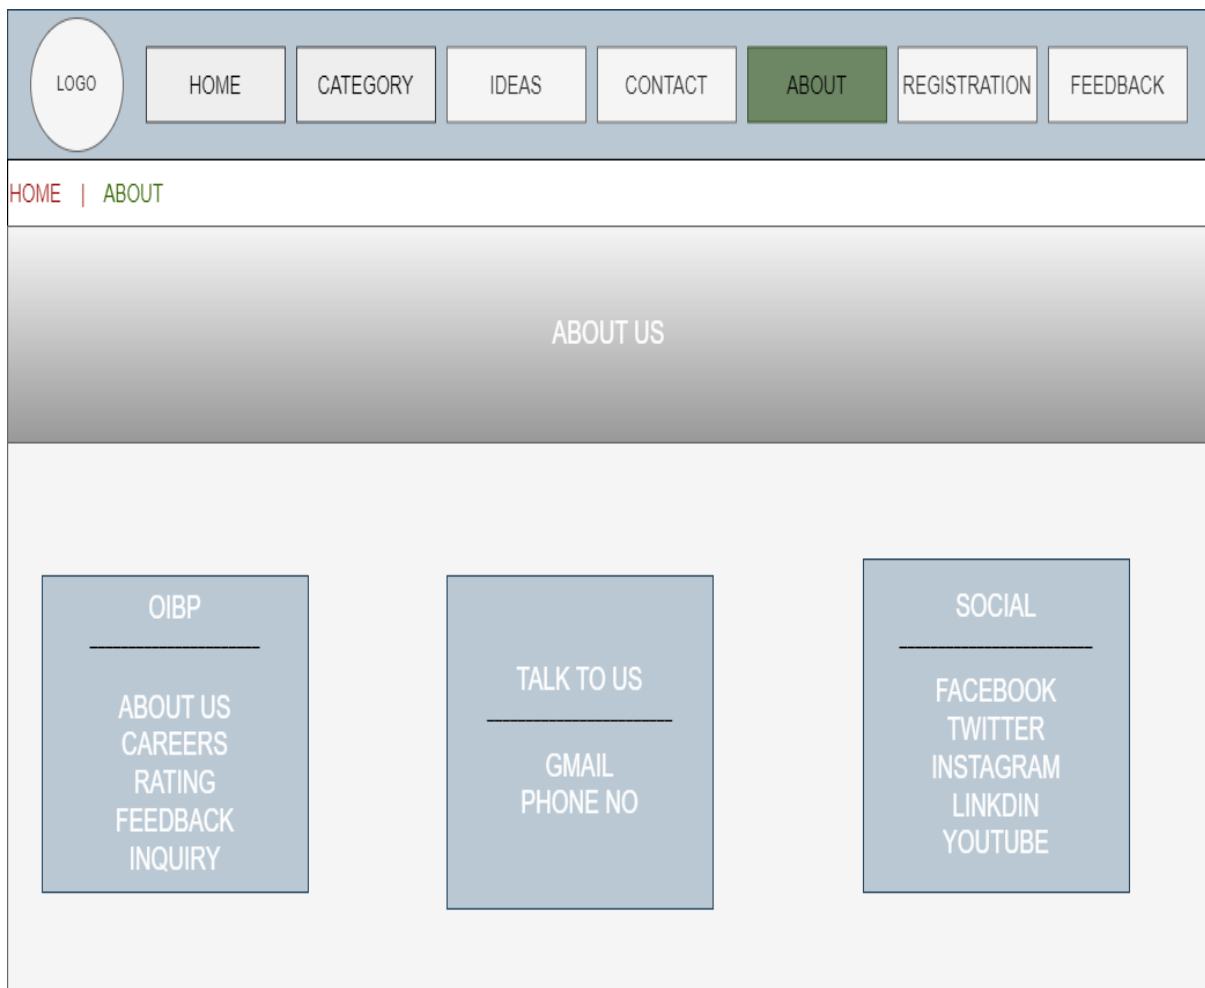 LOGO HOME CATEGORY IDEAS CONTACT ABOUT REGISTRATION FEEDBACK
HOME | ABOUT
ABOUT US
OIBP
ABOUT US
CAREERS
RATING
FEEDBACK
INQUIRY
TALK TO US
GMAIL
PHONE NO
SOCIAL
FACEBOOK
TWITTER
INSTAGRAM
LINKDIN
YOUTUBE